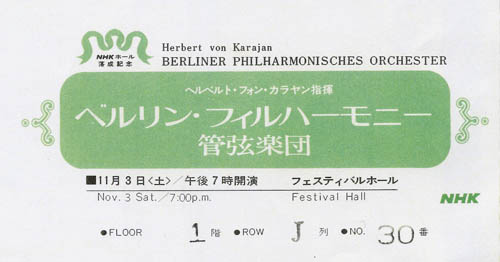 NHKホール
落成記念
Herbert von Karajan
BERLINER PHILHARMONISCHES ORCHESTER
ヘルベルト・フォン・カラヤン指揮
ベルリン・フィルハーモニー
管弦楽団
■11月3日<土>/午後7時開演 フェスティバルホール
Nov. 3 Sat./7:00p.m. Festival Hall
NHK
●FLOOR 1階 ●ROW J列 ●NO. 30番